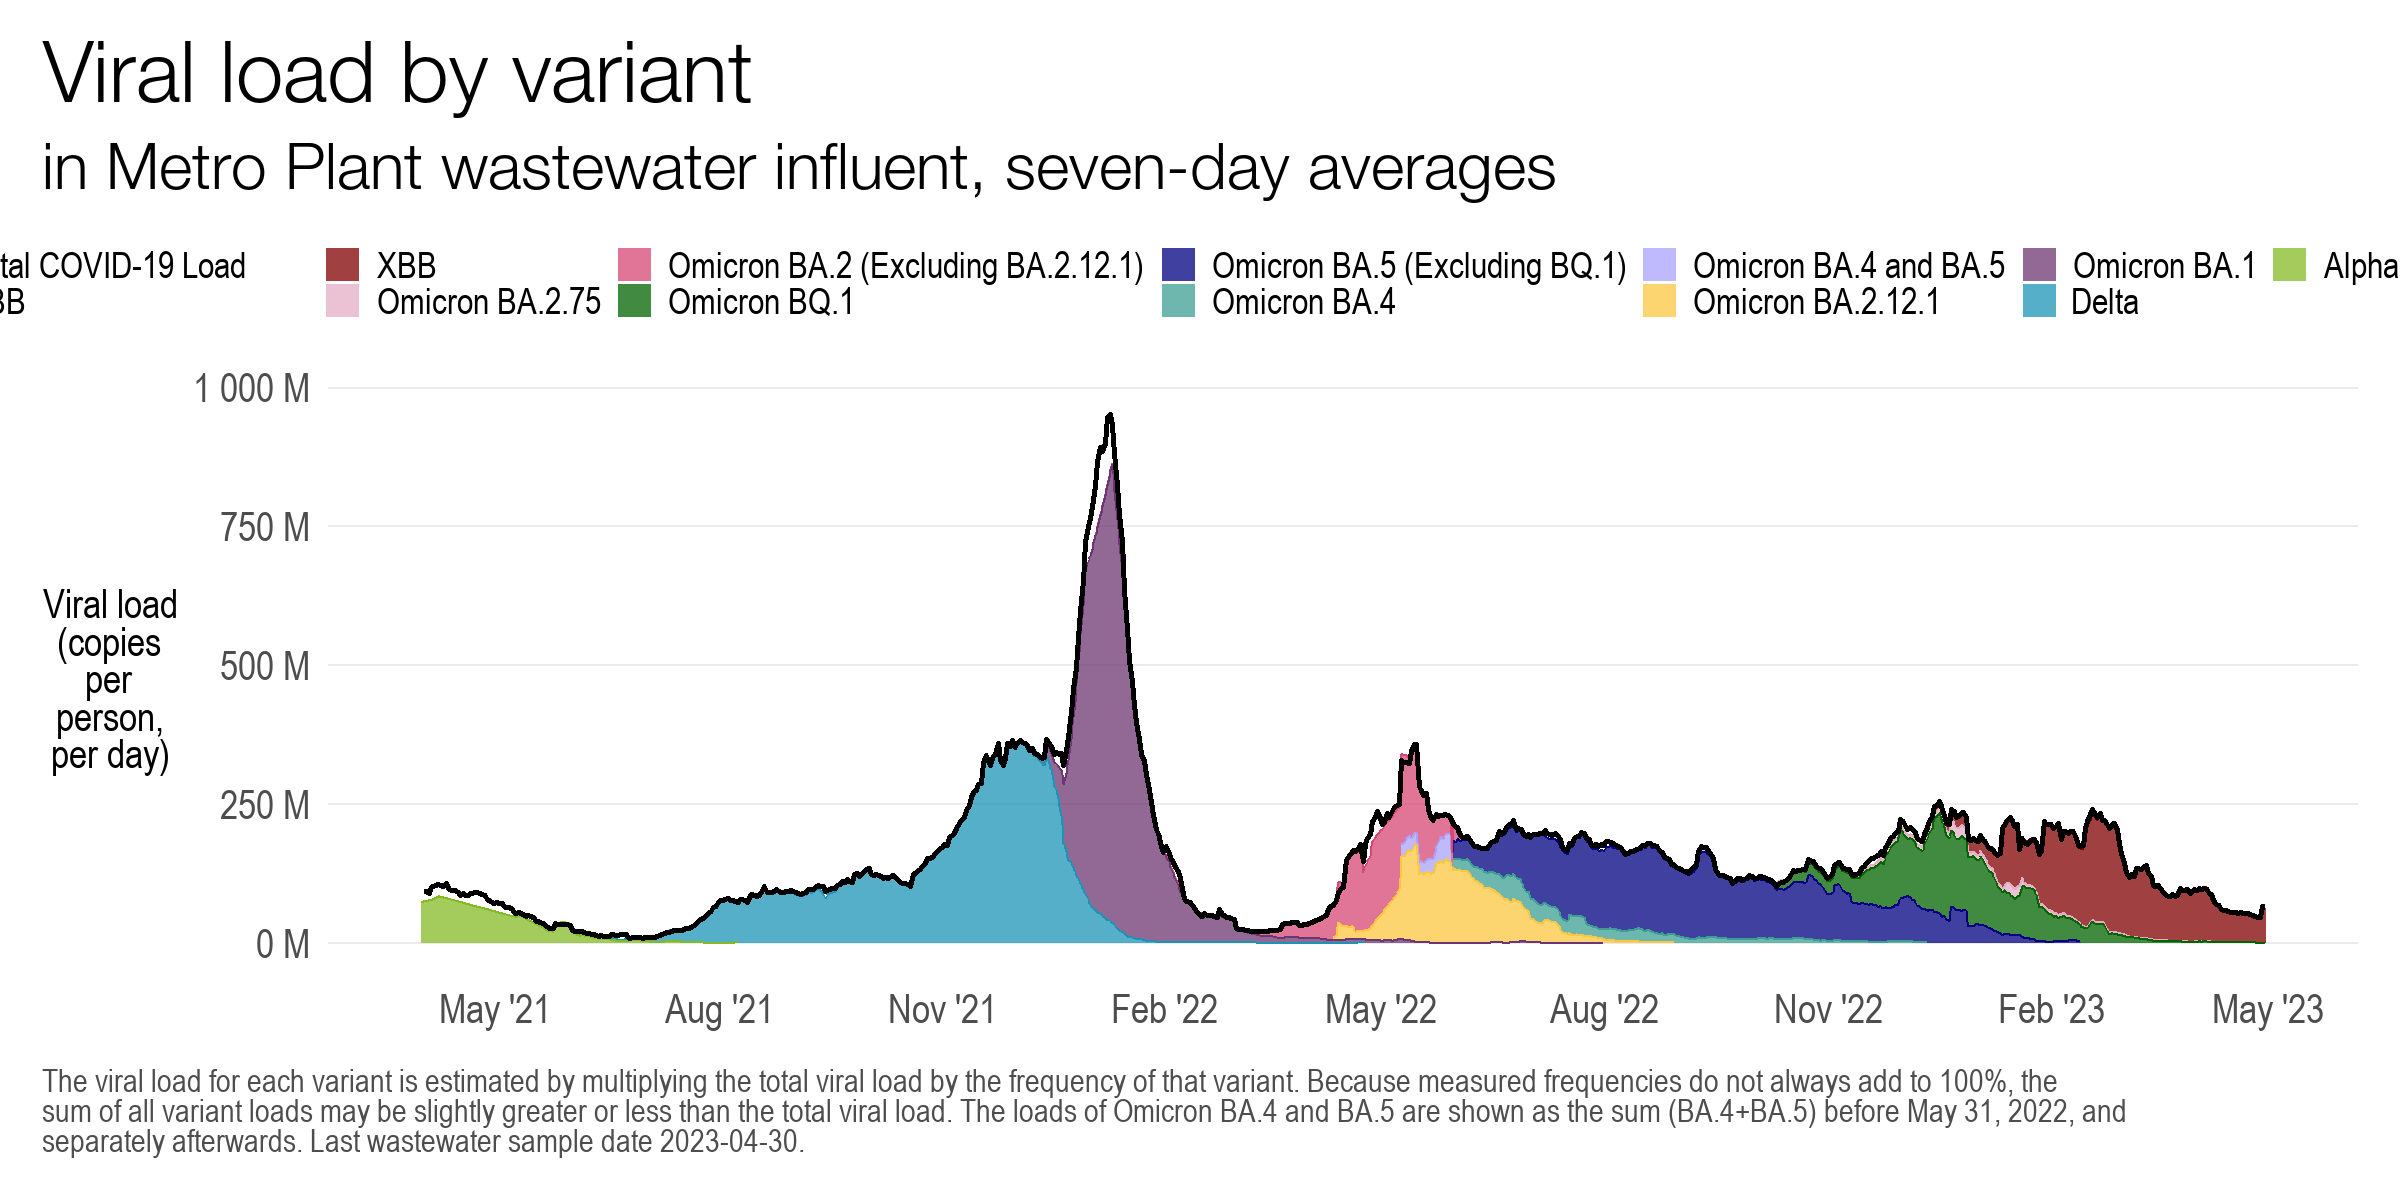 Viral load by variant
in Metro Plant wastewater influent, seven-day averages
tal COVID-19 Load XBB Omicron BA.2 (Excluding BA.2.12.1) Omicron BA.5 (Excluding BQ.1) Omicron BA.4 and BA.5 Omicron BA.1 Alpha
BB Omicron BA.2.75 Omicron BQ.1 Omicron BA.4 Omicron BA.2.12.1 Delta
1 000 M
750 M
500 M
250 M
0 M
Viral load
(copies
per
person,
per day)
May '21 Aug '21 Nov '21 Feb '22 May '22 Aug '22 Nov '22 Feb '23 May '23
The viral load for each variant is estimated by multiplying the total viral load by the frequency of that variant. Because measured frequencies do not always add to 100%, the
sum of all variant loads may be slightly greater or less than the total viral load. The loads of Omicron BA.4 and BA.5 are shown as the sum (BA.4+BA.5) before May 31, 2022, and
separately afterwards. Last wastewater sample date 2023-04-30.